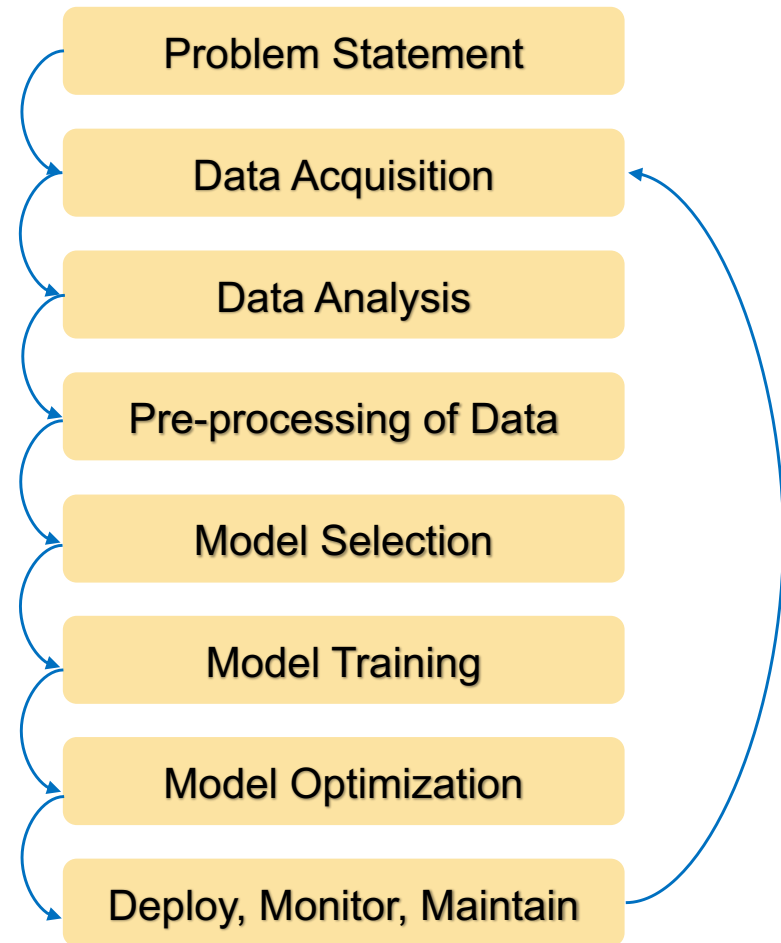 Problem Statement
Data Acquisition
Data Analysis
Pre-processing of Data
Model Selection
Model Training
Model Optimization
Deploy, Monitor, Maintain